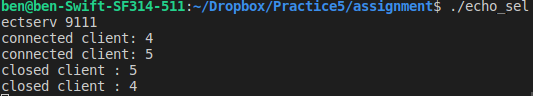 ben@ben-Swift-SF314-511:~/Dropbox/Practice5/assignment$ ./echo_sel
ectserv 9111
connected client: 4
connected client: 5
closed client : 5
closed client : 4